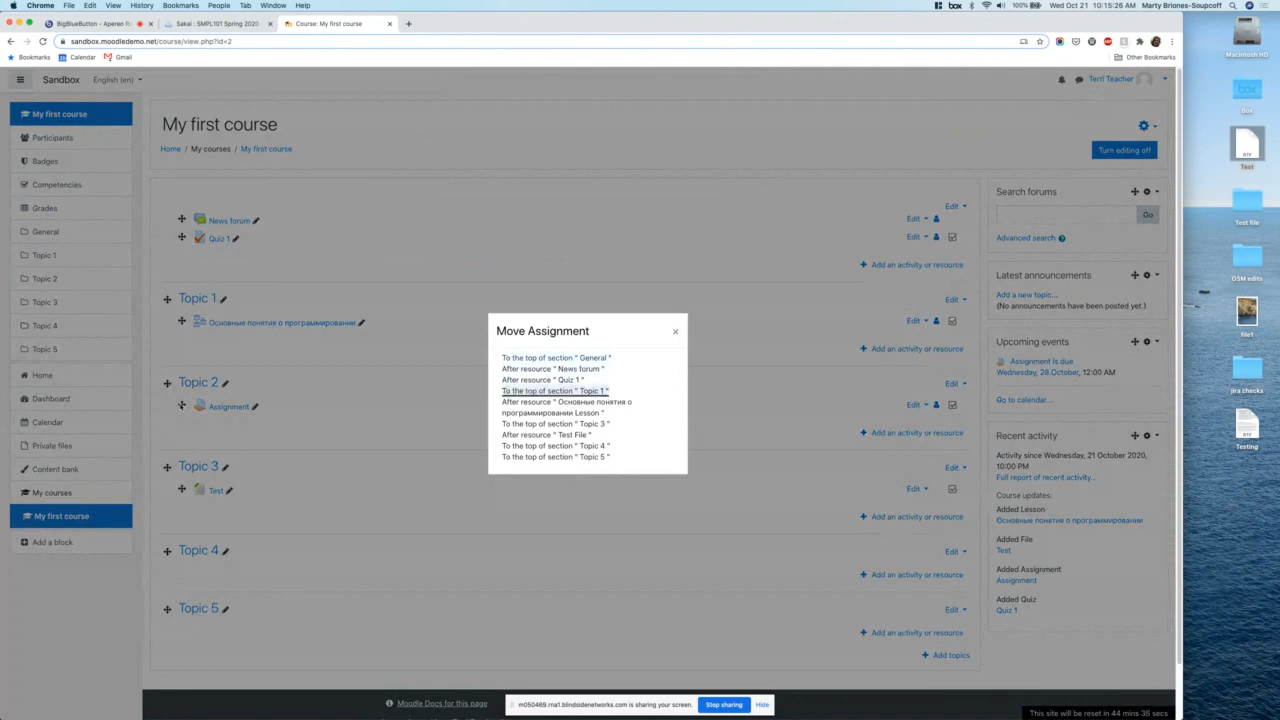 Chrome File Edit View History Bookmarks People Tab Window Help
box 100% Wed Oct 21 10:15:26 AM Marty Briones-Soupcoff
BigBlueButton - Apereo R
Sakai : SMPL101 Spring 2020
Course: My first course
sandbox.moodledemo.net/course/view.php?id=2
Bookmarks Calendar Gmail Other Bookmarks
Sandbox English (en) Terri Teacher
My first course
Participants
Badges
Competencies
Grades
General
Topic 1
Topic 2
Topic 3
Topic 4
Topic 5
Home
Dashboard
Calendar
Private files
Content bank
My courses
My first course
Add a block
My first course
Home / My courses / My first course
Turn editing off
Edit
News forum Edit
Quiz 1 Edit
+ Add an activity or resource
Topic 1 Edit
Основные понятия о программировании Edit
+ Add an activity or resource
Topic 2 Edit
Assignment Edit
+ Add an activity or resource
Topic 3 Edit
Test Edit
+ Add an activity or resource
Topic 4 Edit
+ Add an activity or resource
Topic 5 Edit
+ Add an activity or resource
+ Add topics
Move Assignment ×
To the top of section " General "
After resource " News forum "
After resource " Quiz 1 "
To the top of section " Topic 1 "
After resource " Основные понятия о
программировании Lesson "
To the top of section " Topic 3 "
After resource " Test File "
To the top of section " Topic 4 "
To the top of section " Topic 5 "
Search forums
Go
Advanced search
Latest announcements
Add a new topic...
(No announcements have been posted yet.)
Upcoming events
Assignment is due
Wednesday, 28 October, 12:00 AM
Go to calendar...
Recent activity
Activity since Wednesday, 21 October 2020,
10:00 PM
Full report of recent activity...
Course updates:
Added Lesson
Основные понятия о программировании
Added File
Test
Added Assignment
Assignment
Added Quiz
Quiz 1
Moodle Docs for this page
m050469.rna1.blindsidenetworks.com is sharing your screen. Stop sharing Hide
This site will be reset in 44 mins 36 secs
Macintosh HD
box
Box
RTF
Test
Test file
OSM edits
file1
jira checks
RTF
Testing